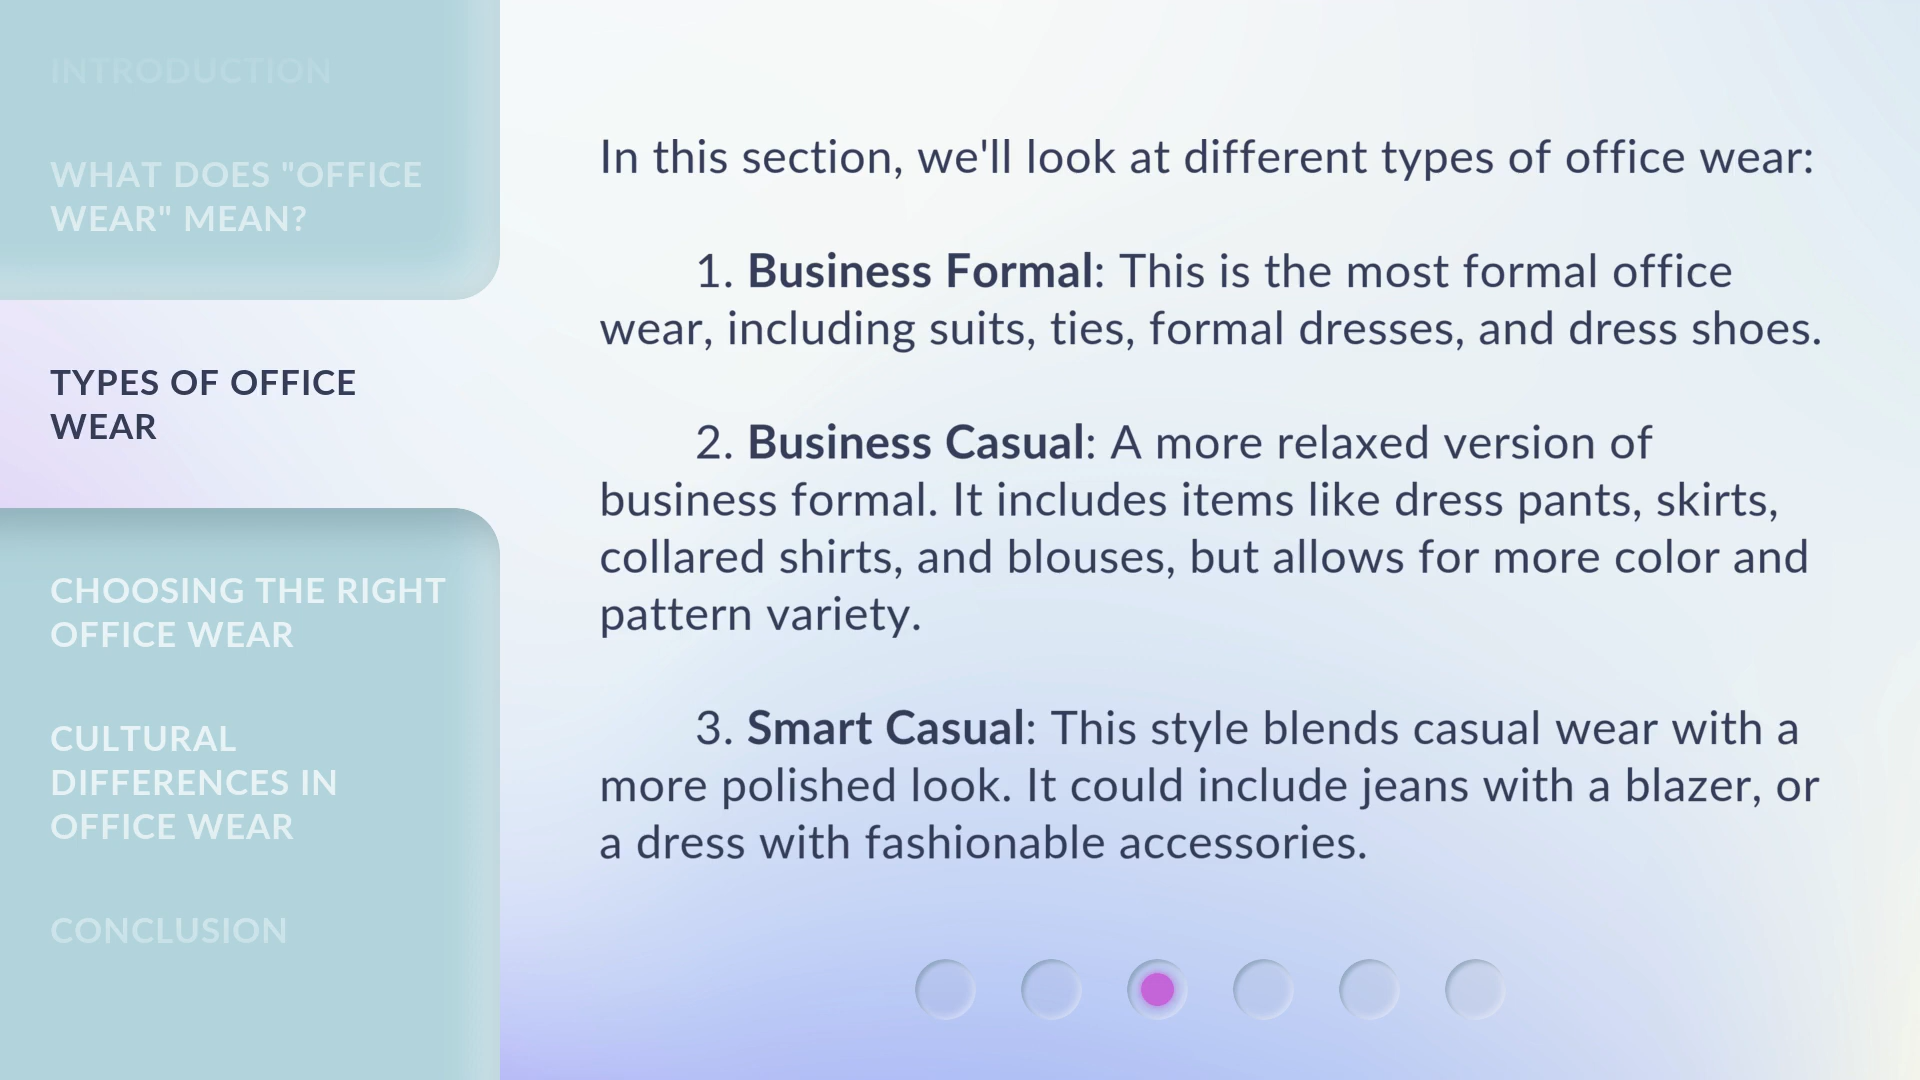 INTRODUCTION
WHAT DOES "OFFICE
WEAR" MEAN?
TYPES OF OFFICE
WEAR
CHOOSING THE RIGHT
OFFICE WEAR
CULTURAL
DIFFERENCES IN
OFFICE WEAR
CONCLUSION
In this section, we'll look at different types of office wear:
1. Business Formal: This is the most formal office
wear, including suits, ties, formal dresses, and dress shoes.
2. Business Casual: A more relaxed version of
business formal. It includes items like dress pants, skirts,
collared shirts, and blouses, but allows for more color and
pattern variety.
3. Smart Casual: This style blends casual wear with a
more polished look. It could include jeans with a blazer, or
a dress with fashionable accessories.